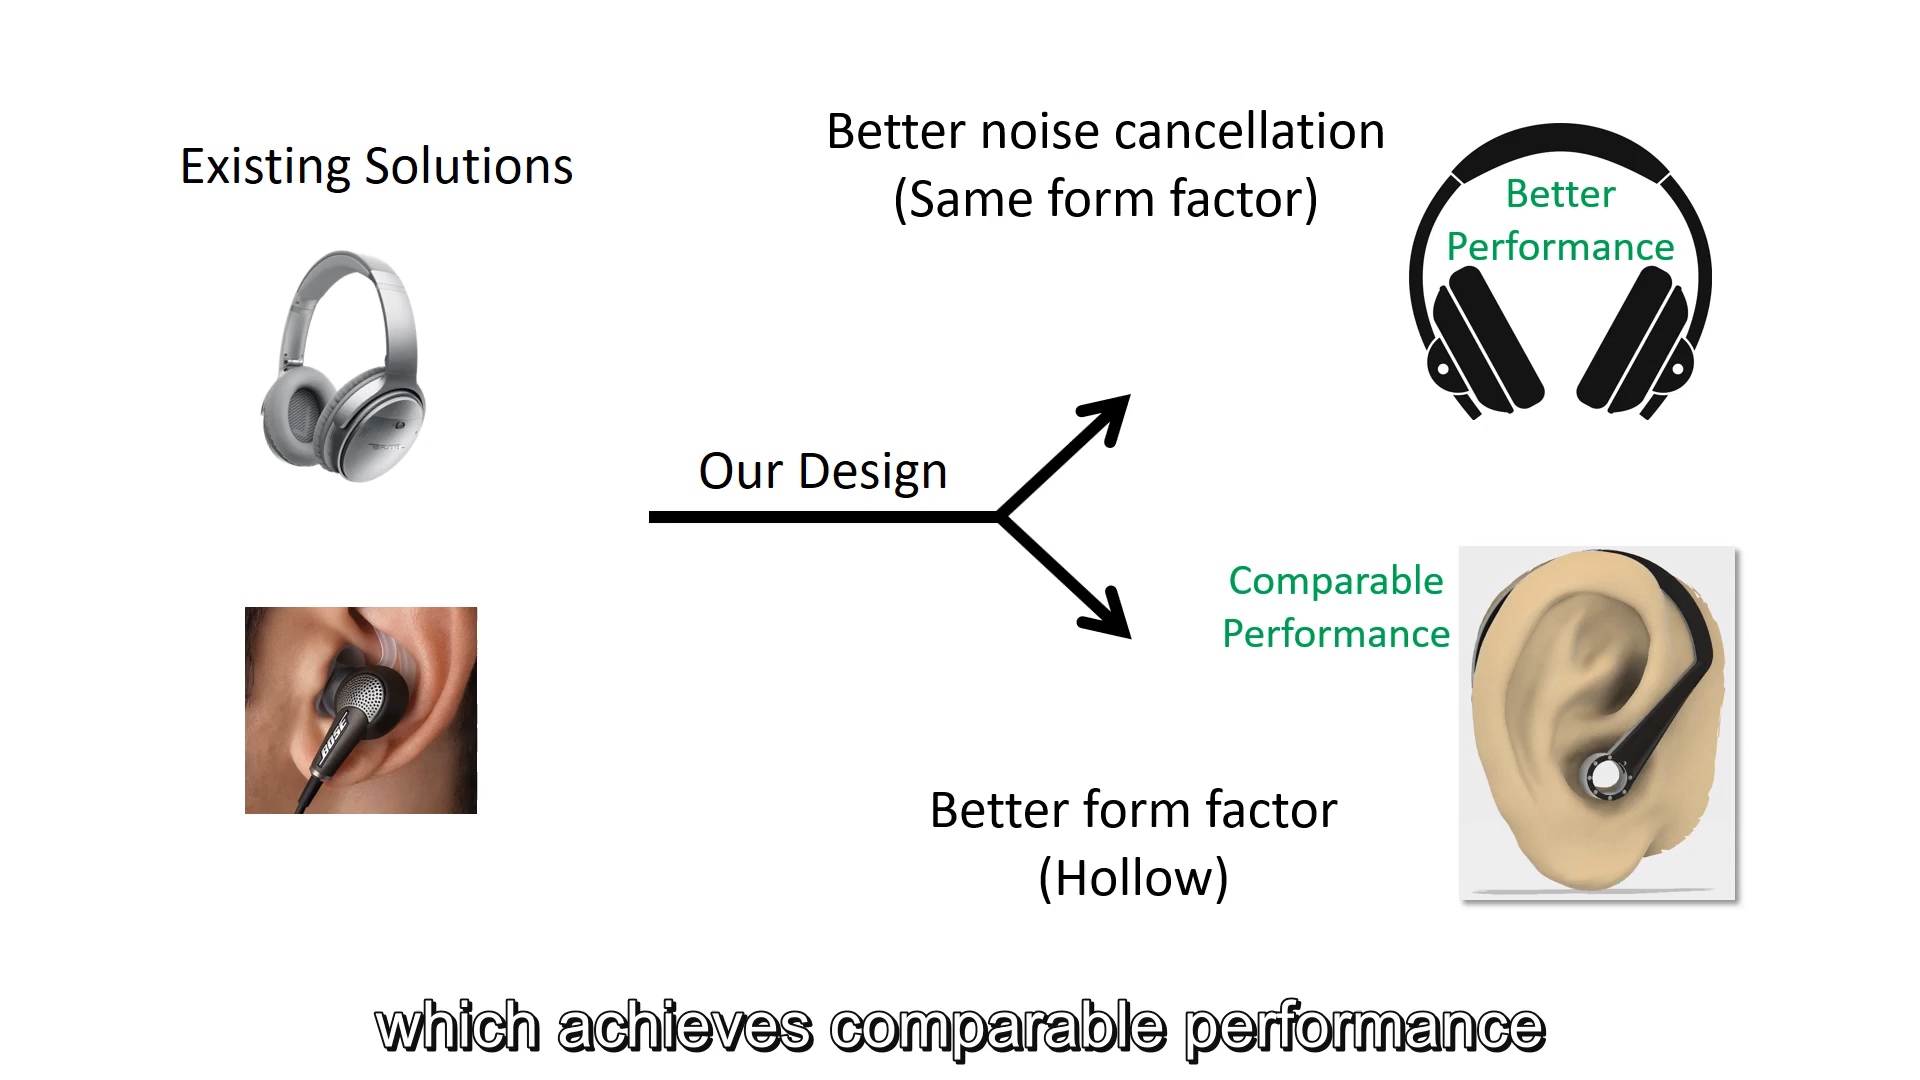 Existing Solutions
BOSE
Our Design
Better noise cancellation
(Same form factor)
Better
Performance
Comparable
Performance
Better form factor
(Hollow)
which achieves comparable performance